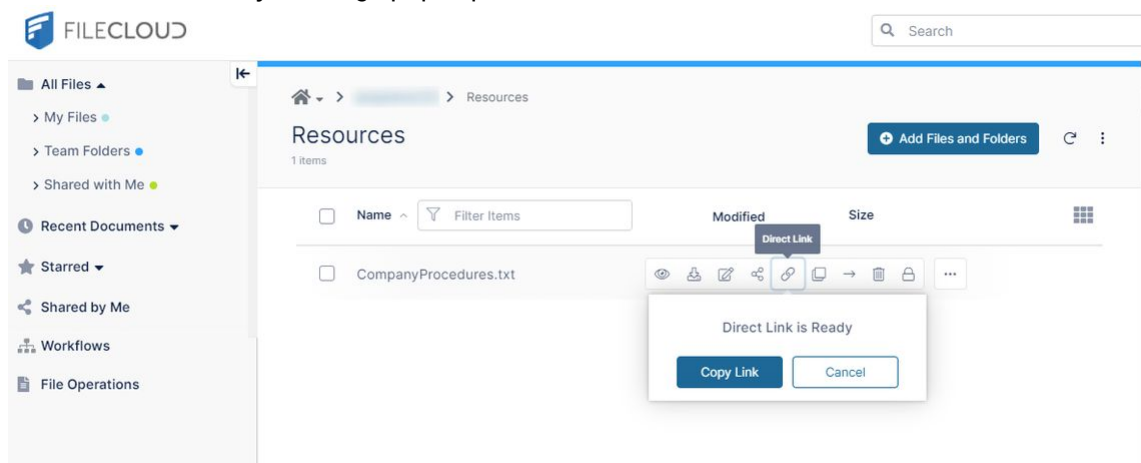 FILECLOUD
Search
All Files
My Files
Team Folders
Shared with Me
Recent Documents
Starred
Shared by Me
Workflows
File Operations
Resources
Resources
1 items
Add Files and Folders
Name
Filter Items
Modified
Size
Direct Link
CompanyProcedures.txt
Direct Link is Ready
Copy Link
Cancel